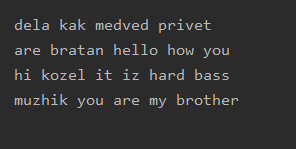 dela kak medved privet
are bratan hello how you
hi kozel it iz hard bass
muzhik you are my brother